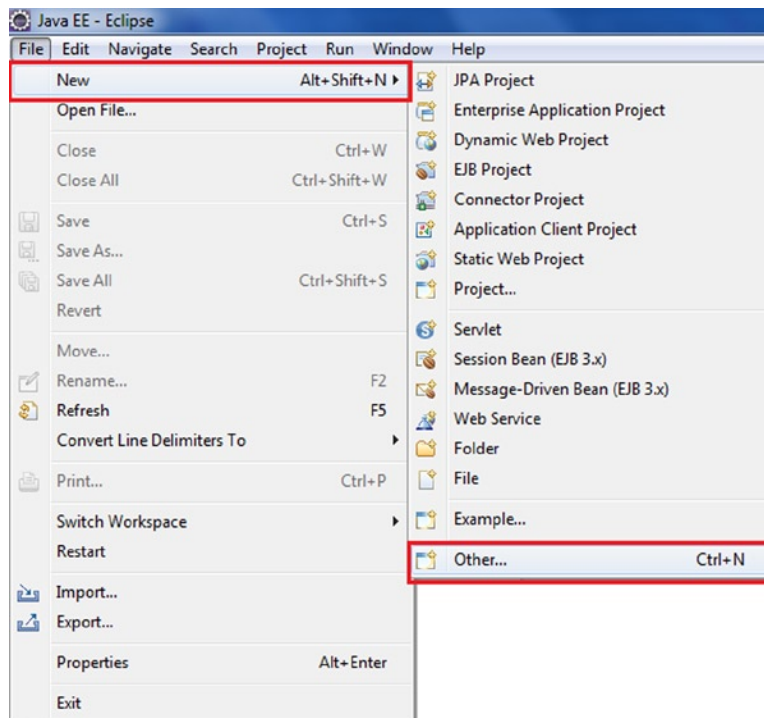 Java EE - Eclipse
File Edit Navigate Search Project Run Window Help
New Alt+Shift+N
Open File...
Close Ctrl+W
Close All Ctrl+Shift+W
Save Ctrl+S
Save As...
Save All Ctrl+Shift+S
Revert
Move...
Rename... F2
Refresh F5
Convert Line Delimiters To
Print... Ctrl+P
Switch Workspace
Restart
Import...
Export...
Properties Alt+Enter
Exit
JPA Project
Enterprise Application Project
Dynamic Web Project
EJB Project
Connector Project
Application Client Project
Static Web Project
Project...
Servlet
Session Bean (EJB 3.x)
Message-Driven Bean (EJB 3.x)
Web Service
Folder
File
Example...
Other... Ctrl+N